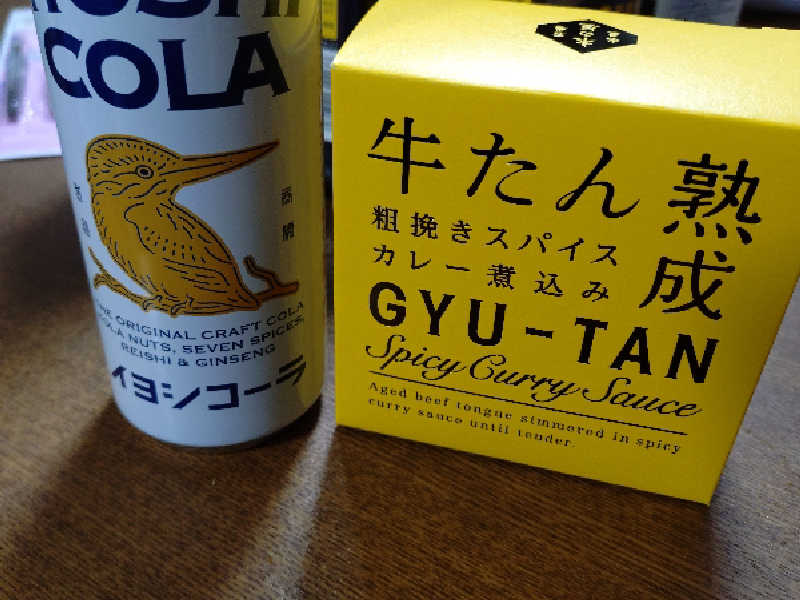 COLA
THE ORIGINAL CRAFT COLA
COLA NUTS, SEVEN SPICES,
REISHI & GINSENG
イヨシコーラ
牛たん
熟成
粗挽きスパイス
カレー煮込み
GYU-TAN
Spicy Curry Sauce
Aged beef tongue simmered in spicy
curry sauce until tender.